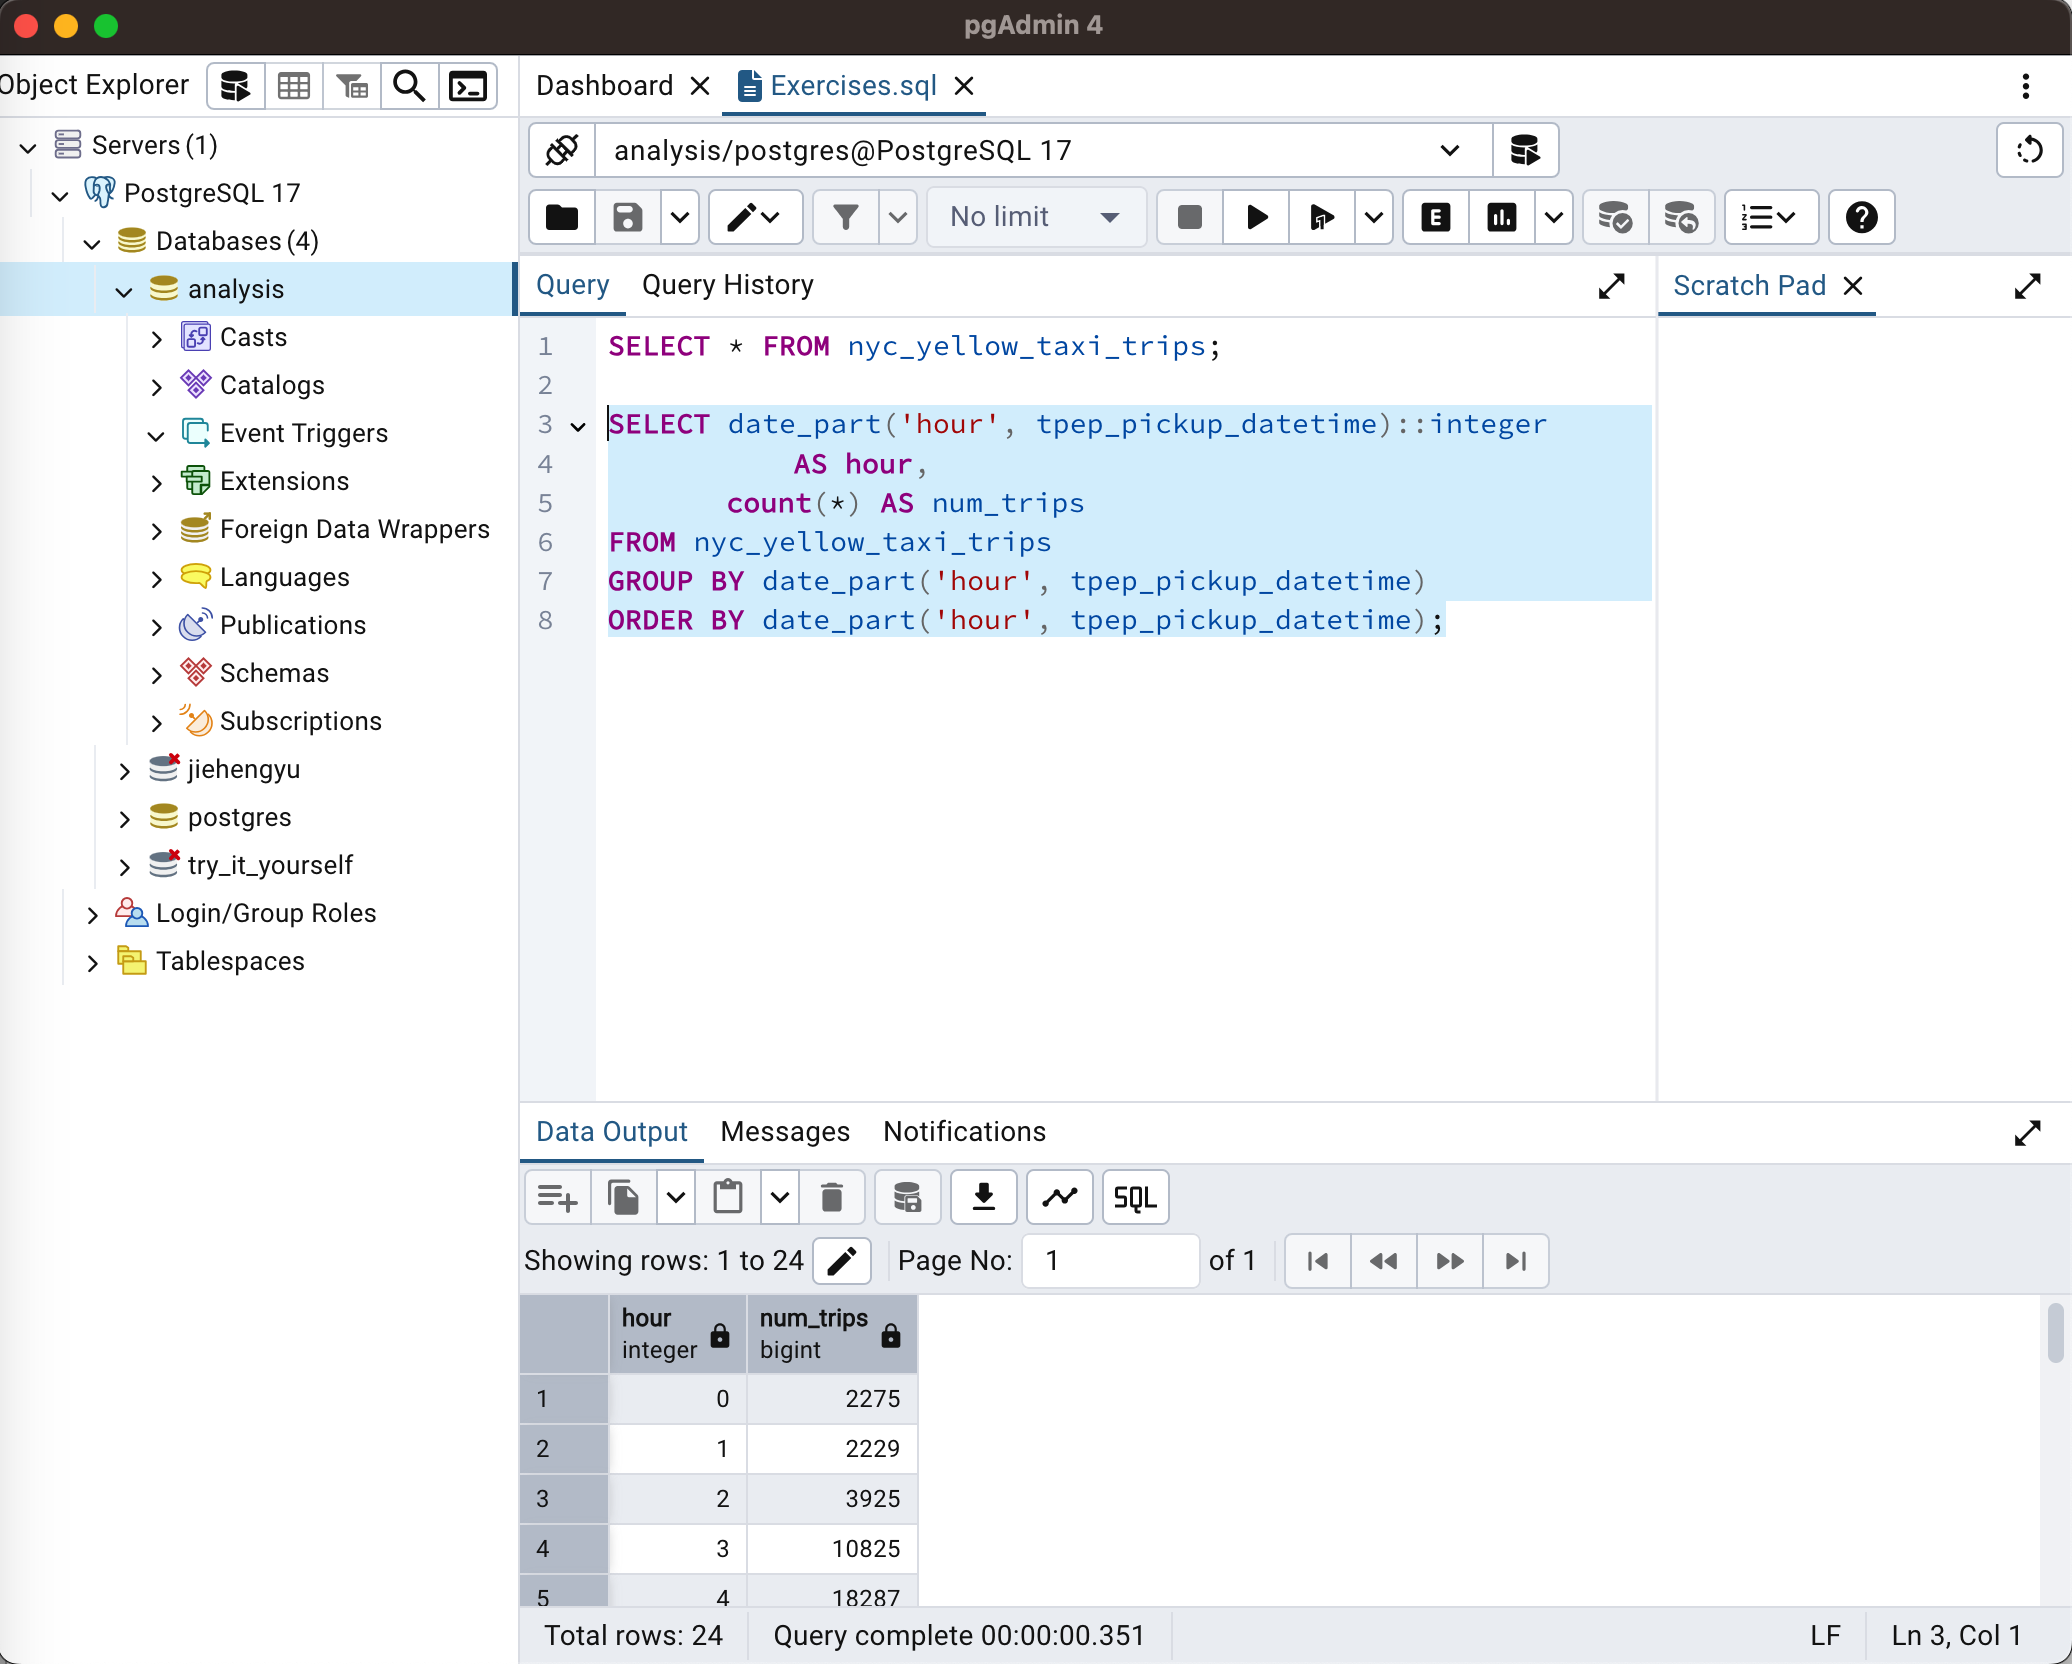 pgAdmin 4
Object Explorer
Dashboard
Exercises.sql
Servers (1)
PostgreSQL 17
Databases (4)
analysis
Casts
Catalogs
Event Triggers
Extensions
Foreign Data Wrappers
Languages
Publications
Schemas
Subscriptions
jiehengyu
postgres
try_it_yourself
Login/Group Roles
Tablespaces
analysis/postgres@PostgreSQL 17
No limit
E
Query
Query History
Scratch Pad
1 SELECT * FROM nyc_yellow_taxi_trips;
2
3 SELECT date_part('hour', tpep_pickup_datetime)::integer
4 AS hour,
5 count(*) AS num_trips
6 FROM nyc_yellow_taxi_trips
7 GROUP BY date_part('hour', tpep_pickup_datetime)
8 ORDER BY date_part('hour', tpep_pickup_datetime);
Data Output
Messages
Notifications
SQL
Showing rows: 1 to 24
Page No: 1 of 1
hour integer
num_trips bigint
1 0 2275
2 1 2229
3 2 3925
4 3 10825
5 4 18287
Total rows: 24
Query complete 00:00:00.351
LF
Ln 3, Col 1